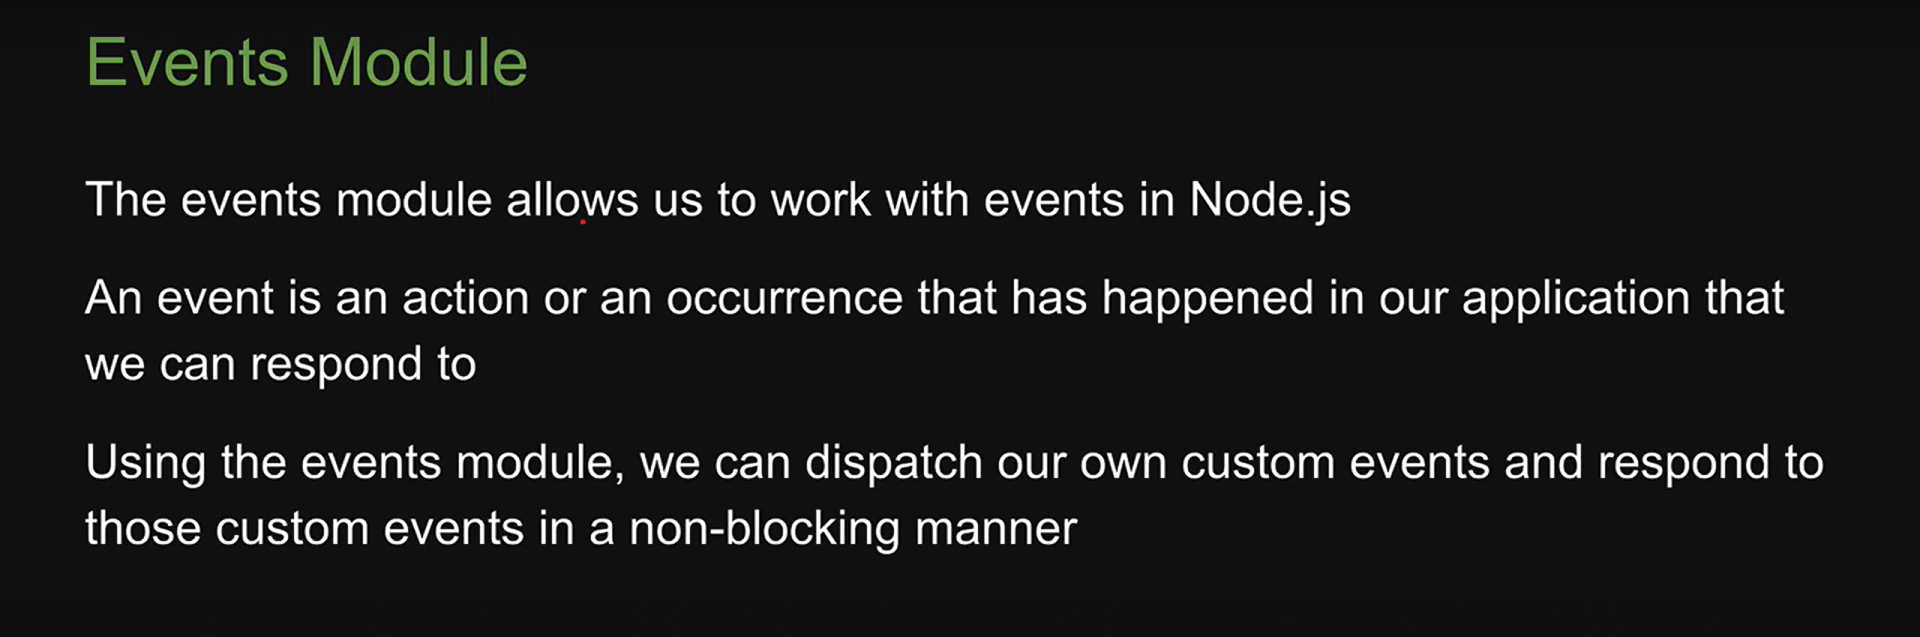 Events Module
The events module allows us to work with events in Node.js
An event is an action or an occurrence that has happened in our application that
we can respond to
Using the events module, we can dispatch our own custom events and respond to
those custom events in a non-blocking manner